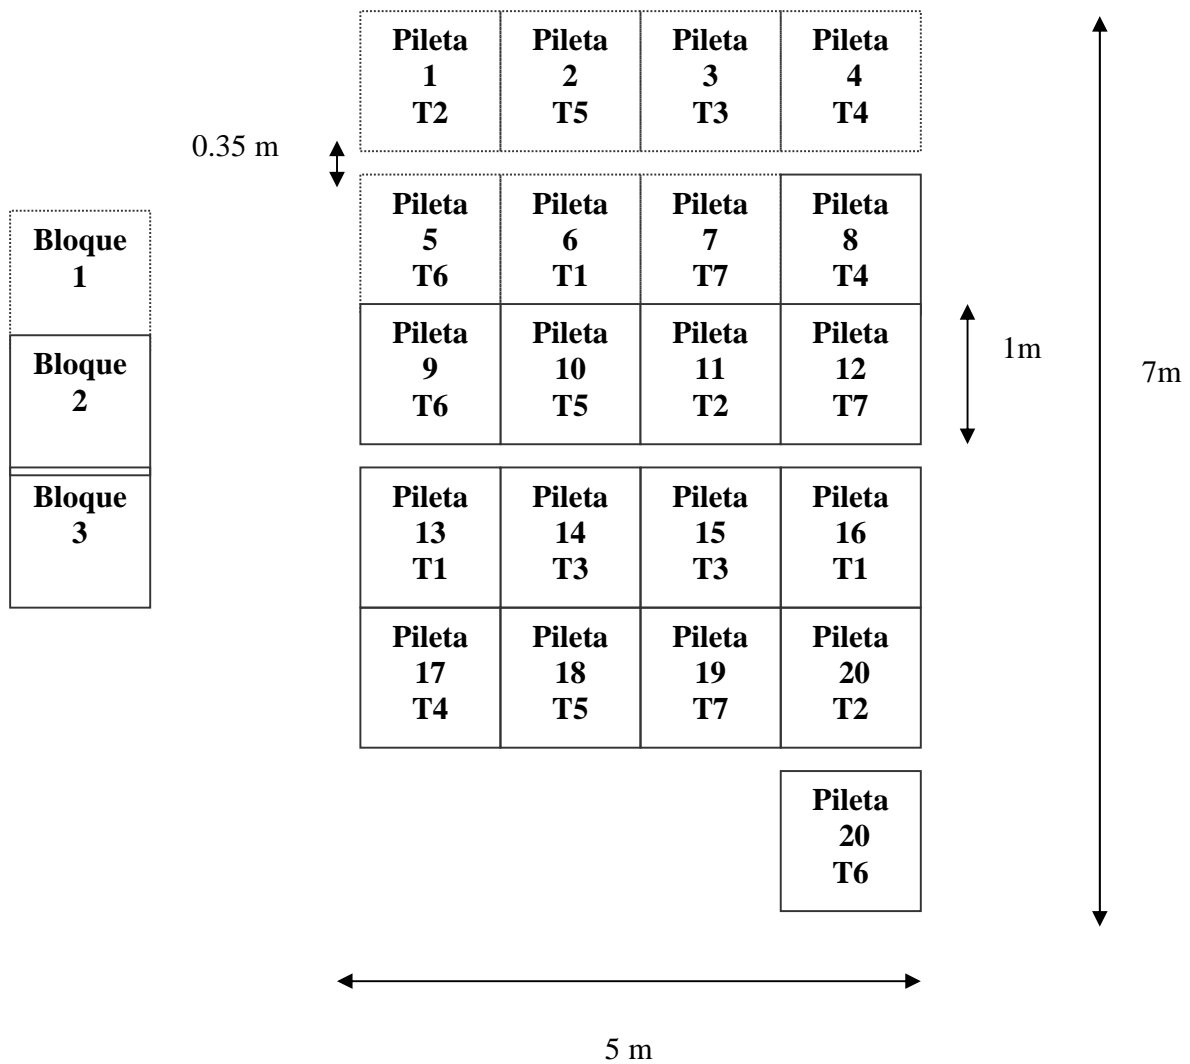 Pileta
1
T2
Pileta
2
T5
Pileta
3
T3
Pileta
4
T4
0.35 m
Pileta
5
T6
Pileta
6
T1
Pileta
7
T7
Pileta
8
T4
Bloque
1
Bloque
2
Bloque
3
Pileta
9
T6
Pileta
10
T5
Pileta
11
T2
Pileta
12
T7
1m
7m
Pileta
13
T1
Pileta
14
T3
Pileta
15
T3
Pileta
16
T1
Pileta
17
T4
Pileta
18
T5
Pileta
19
T7
Pileta
20
T2
Pileta
20
T6
5 m